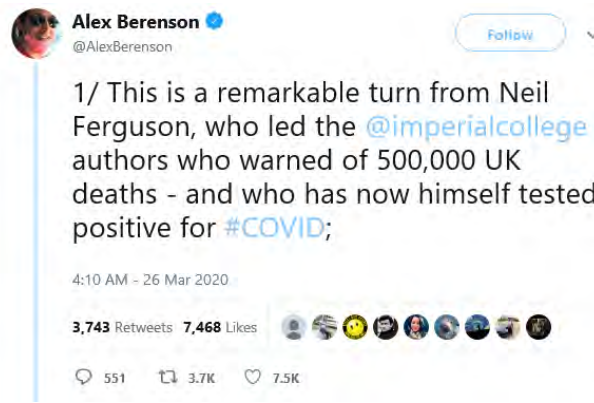 Alex Berenson
@AlexBerenson
Follow
1/ This is a remarkable turn from Neil
Ferguson, who led the @imperialcollege
authors who warned of 500,000 UK
deaths - and who has now himself tested
positive for #COVID;
4:10 AM - 26 Mar 2020
3,743 Retweets 7,468 Likes
551 3.7K 7.5K